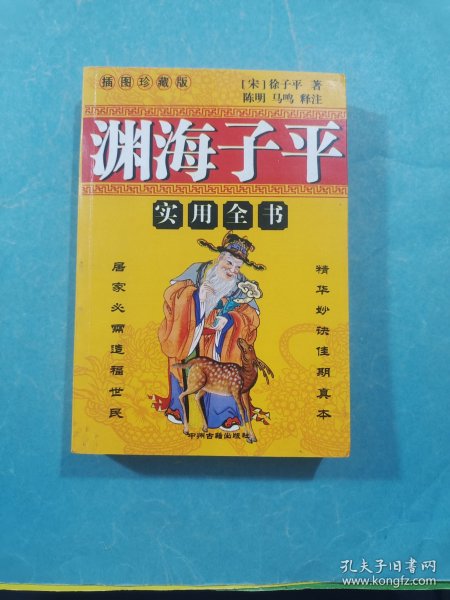 插图珍藏版
[宋]徐子平 著
陈明 马鸣 释注
渊海子平
实用全书
精华妙诀佳期真本
居家必备造福世民
中州古籍出版社
孔夫子旧书网
www.kongfz.com